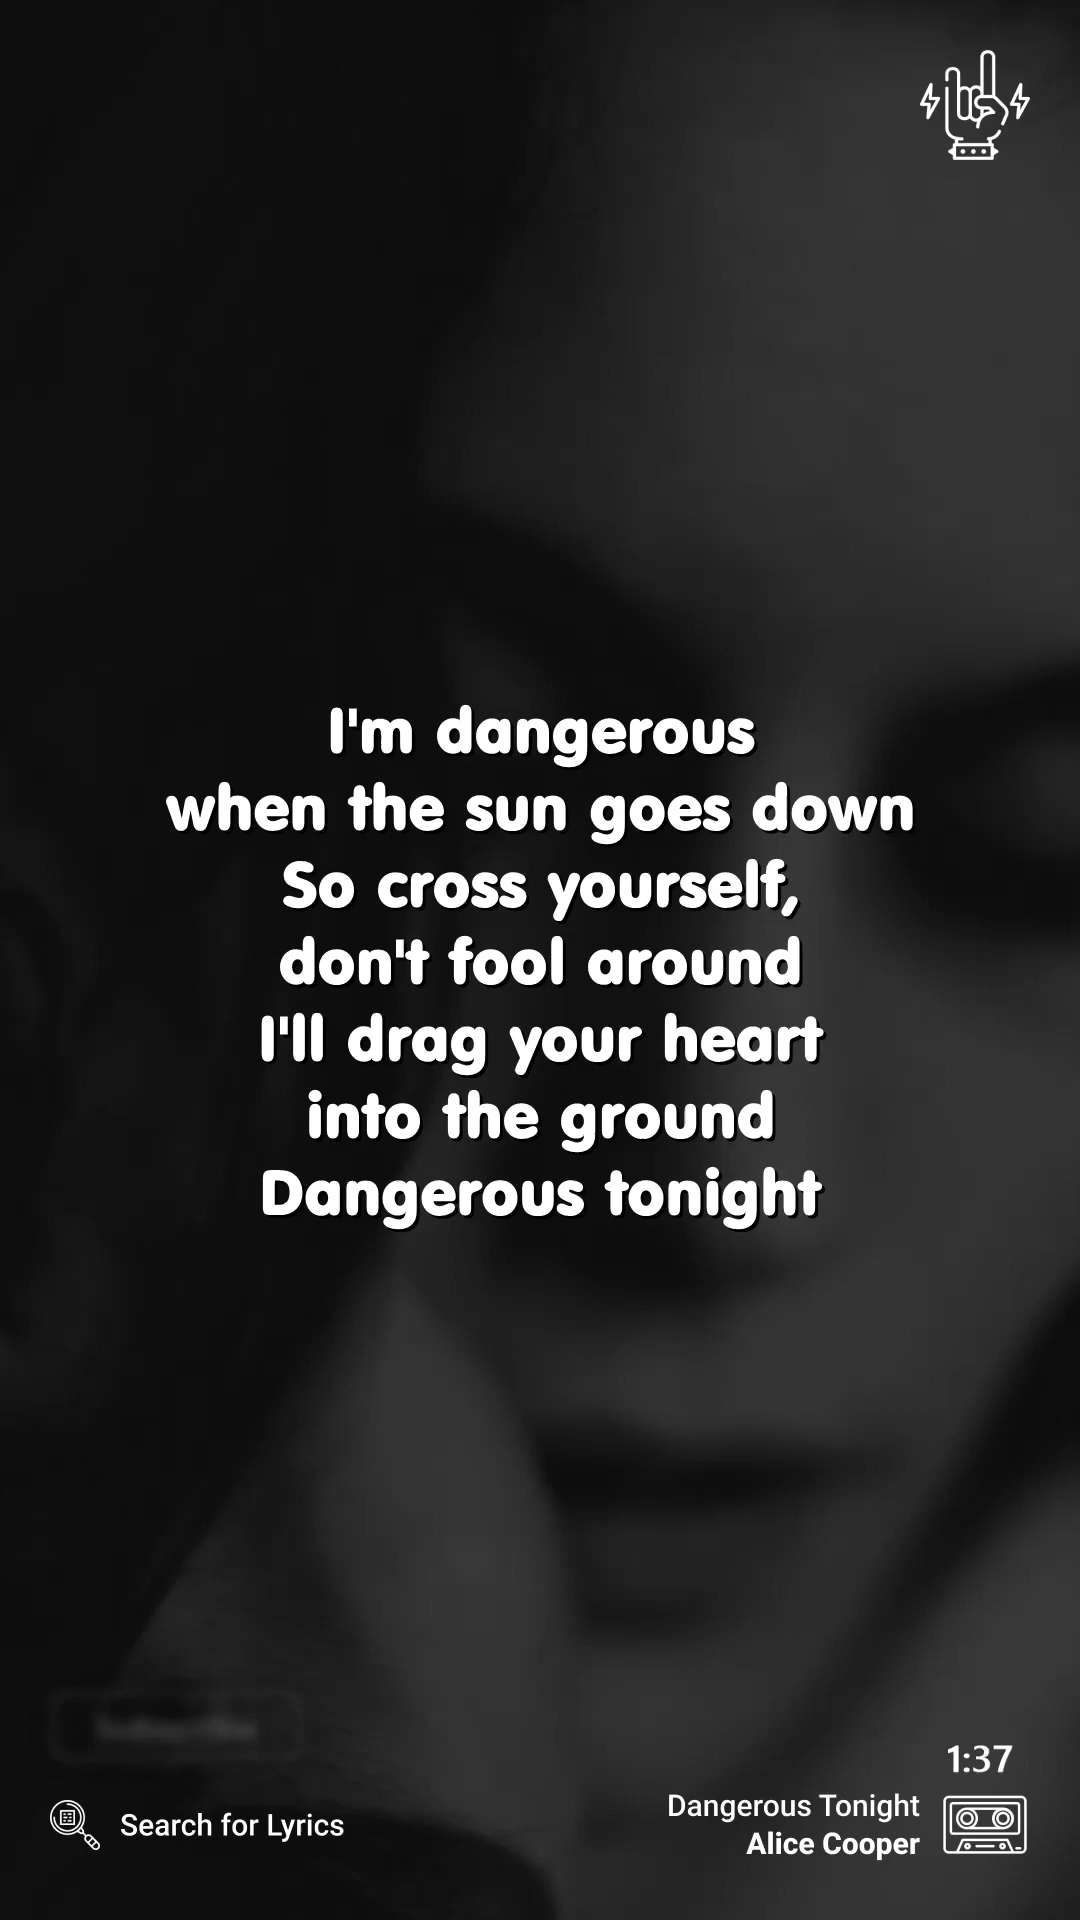 I'm dangerous
when the sun goes down
So cross yourself,
don't fool around
I'll drag your heart
into the ground
Dangerous tonight
1:37
Search for Lyrics
Dangerous Tonight
Alice Cooper